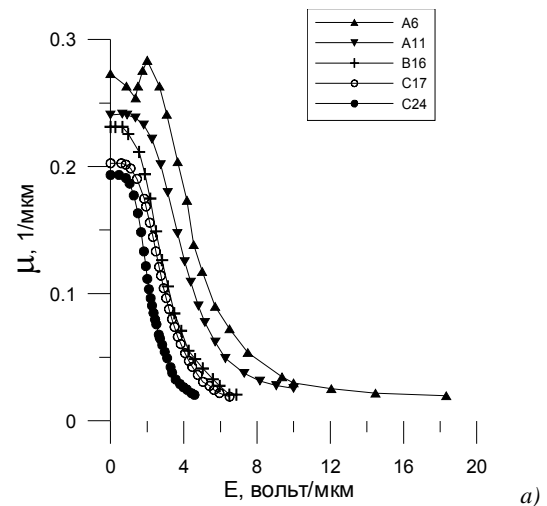 0.3
A6
A11
B16
C17
C24
0.2
μ, 1/мкм
0.1
0
0 4 8 12 16 20
E, вольт/мкм
а)